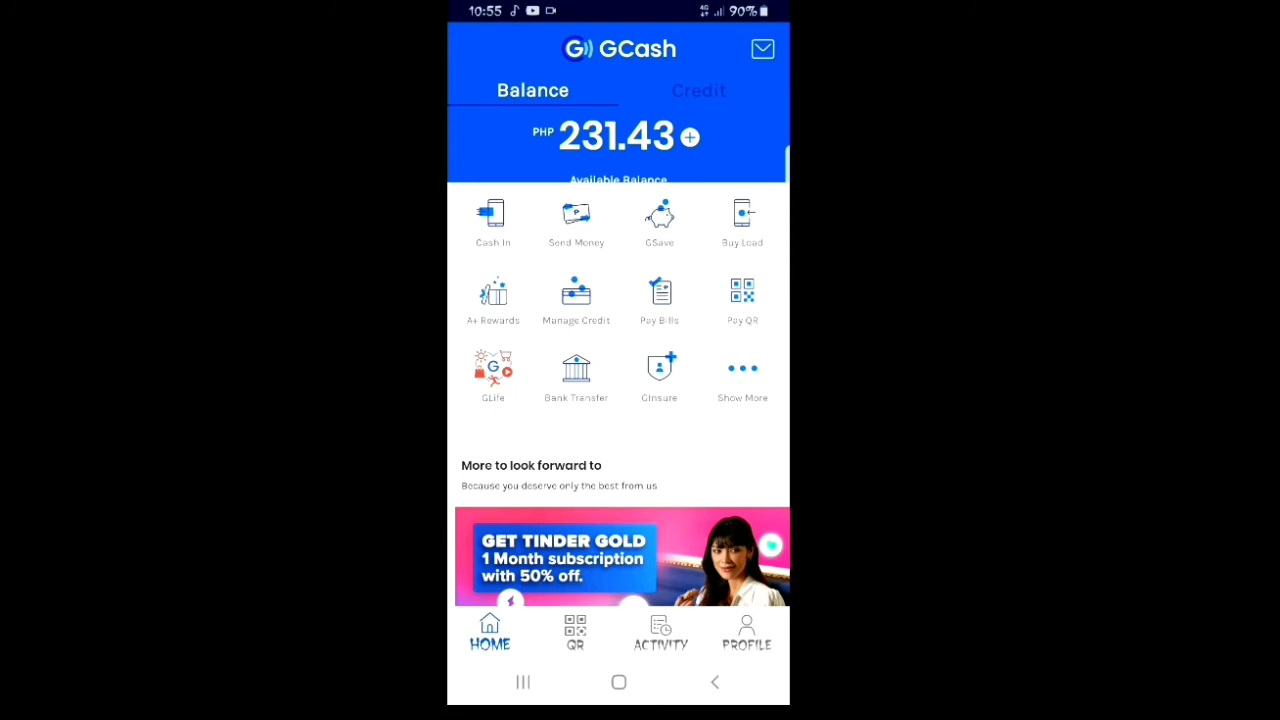 10:55
4G 90%
G GCash
Balance Credit
PHP 231.43 +
Available Balance
Cash In Send Money GSave Buy Load
A+ Rewards Manage Credit Pay Bills Pay QR
G
GLife Bank Transfer GInsure Show More
More to look forward to
Because you deserve only the best from us
GET TINDER GOLD
1 Month subscription
with 50% off.
HOME QR ACTIVITY PROFILE